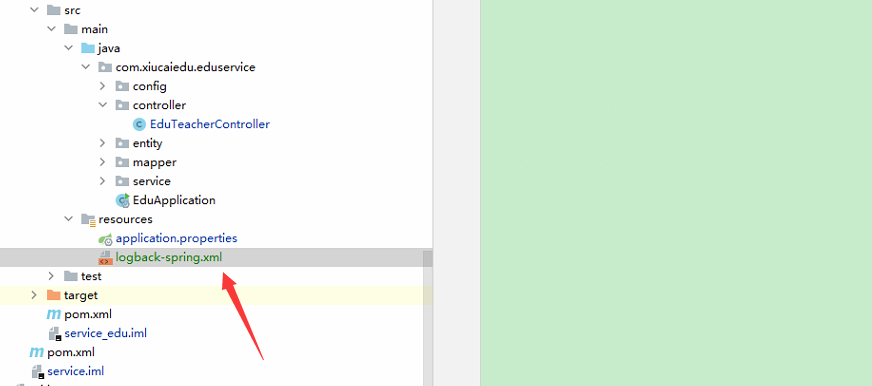 src
main
java
com.xiucaiedu.eduservice
config
controller
EduTeacherController
entity
mapper
service
EduApplication
resources
application.properties
logback-spring.xml
test
target
pom.xml
service_edu.iml
pom.xml
service.iml